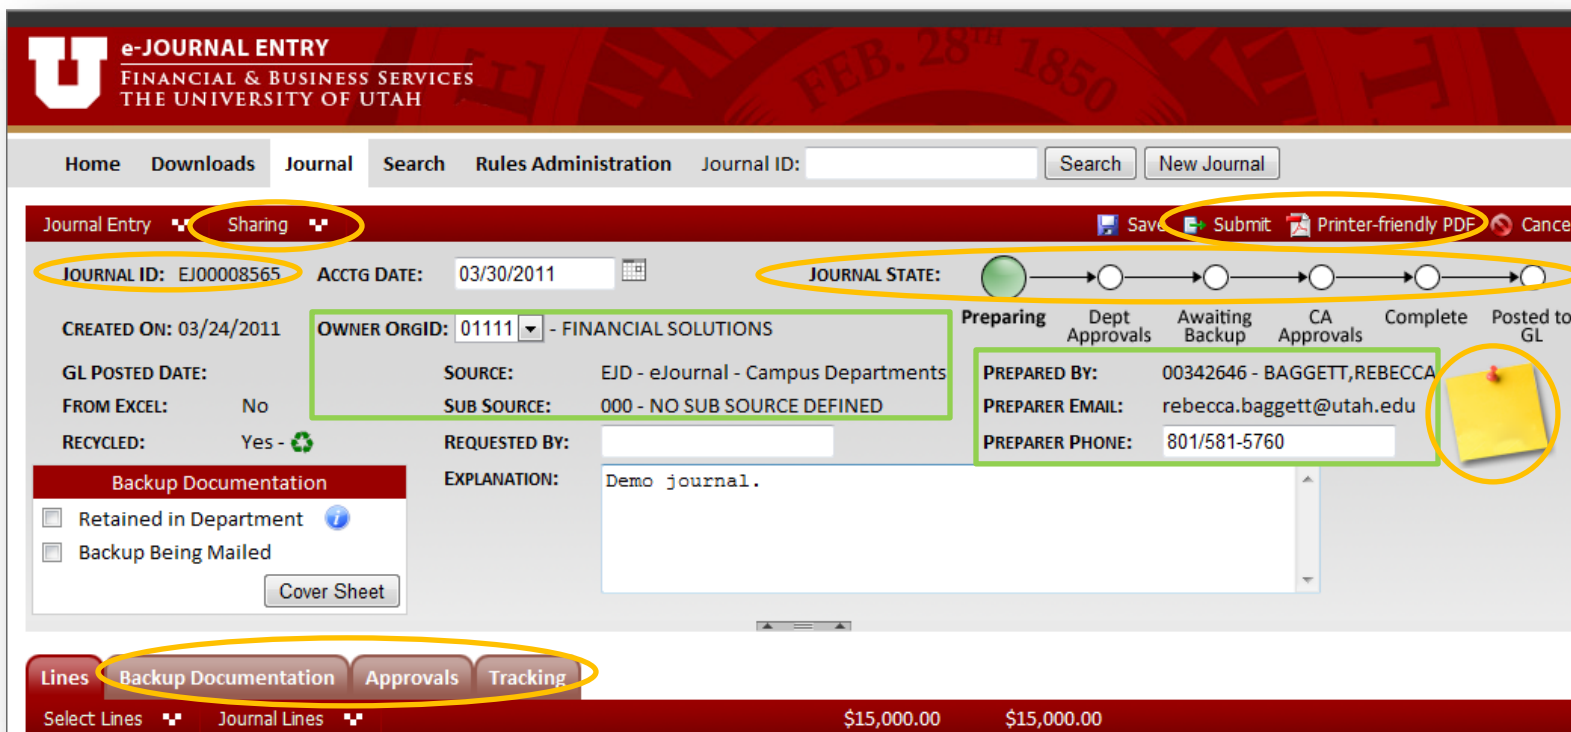 U
e-JOURNAL ENTRY
FINANCIAL & BUSINESS SERVICES
THE UNIVERSITY OF UTAH
FEB. 28TH 1850
Home Downloads Journal Search Rules Administration Journal ID: Search New Journal
Journal Entry Sharing Save Submit Printer-friendly PDF Cance
JOURNAL ID: EJ00008565 ACCTG DATE: 03/30/2011 JOURNAL STATE:
CREATED ON: 03/24/2011 OWNER ORGID: 01111 - FINANCIAL SOLUTIONS
Preparing Dept Approvals Awaiting Backup CA Approvals Complete Posted to GL
GL POSTED DATE: SOURCE: EJD - eJournal - Campus Departments PREPARED BY: 00342646 - BAGGETT,REBECCA
FROM EXCEL: No SUB SOURCE: 000 - NO SUB SOURCE DEFINED PREPARER EMAIL: rebecca.baggett@utah.edu
RECYCLED: Yes - REQUESTED BY: PREPARER PHONE: 801/581-5760
Backup Documentation EXPLANATION: Demo journal.
Retained in Department
Backup Being Mailed
Cover Sheet
Lines Backup Documentation Approvals Tracking
Select Lines Journal Lines $15,000.00 $15,000.00